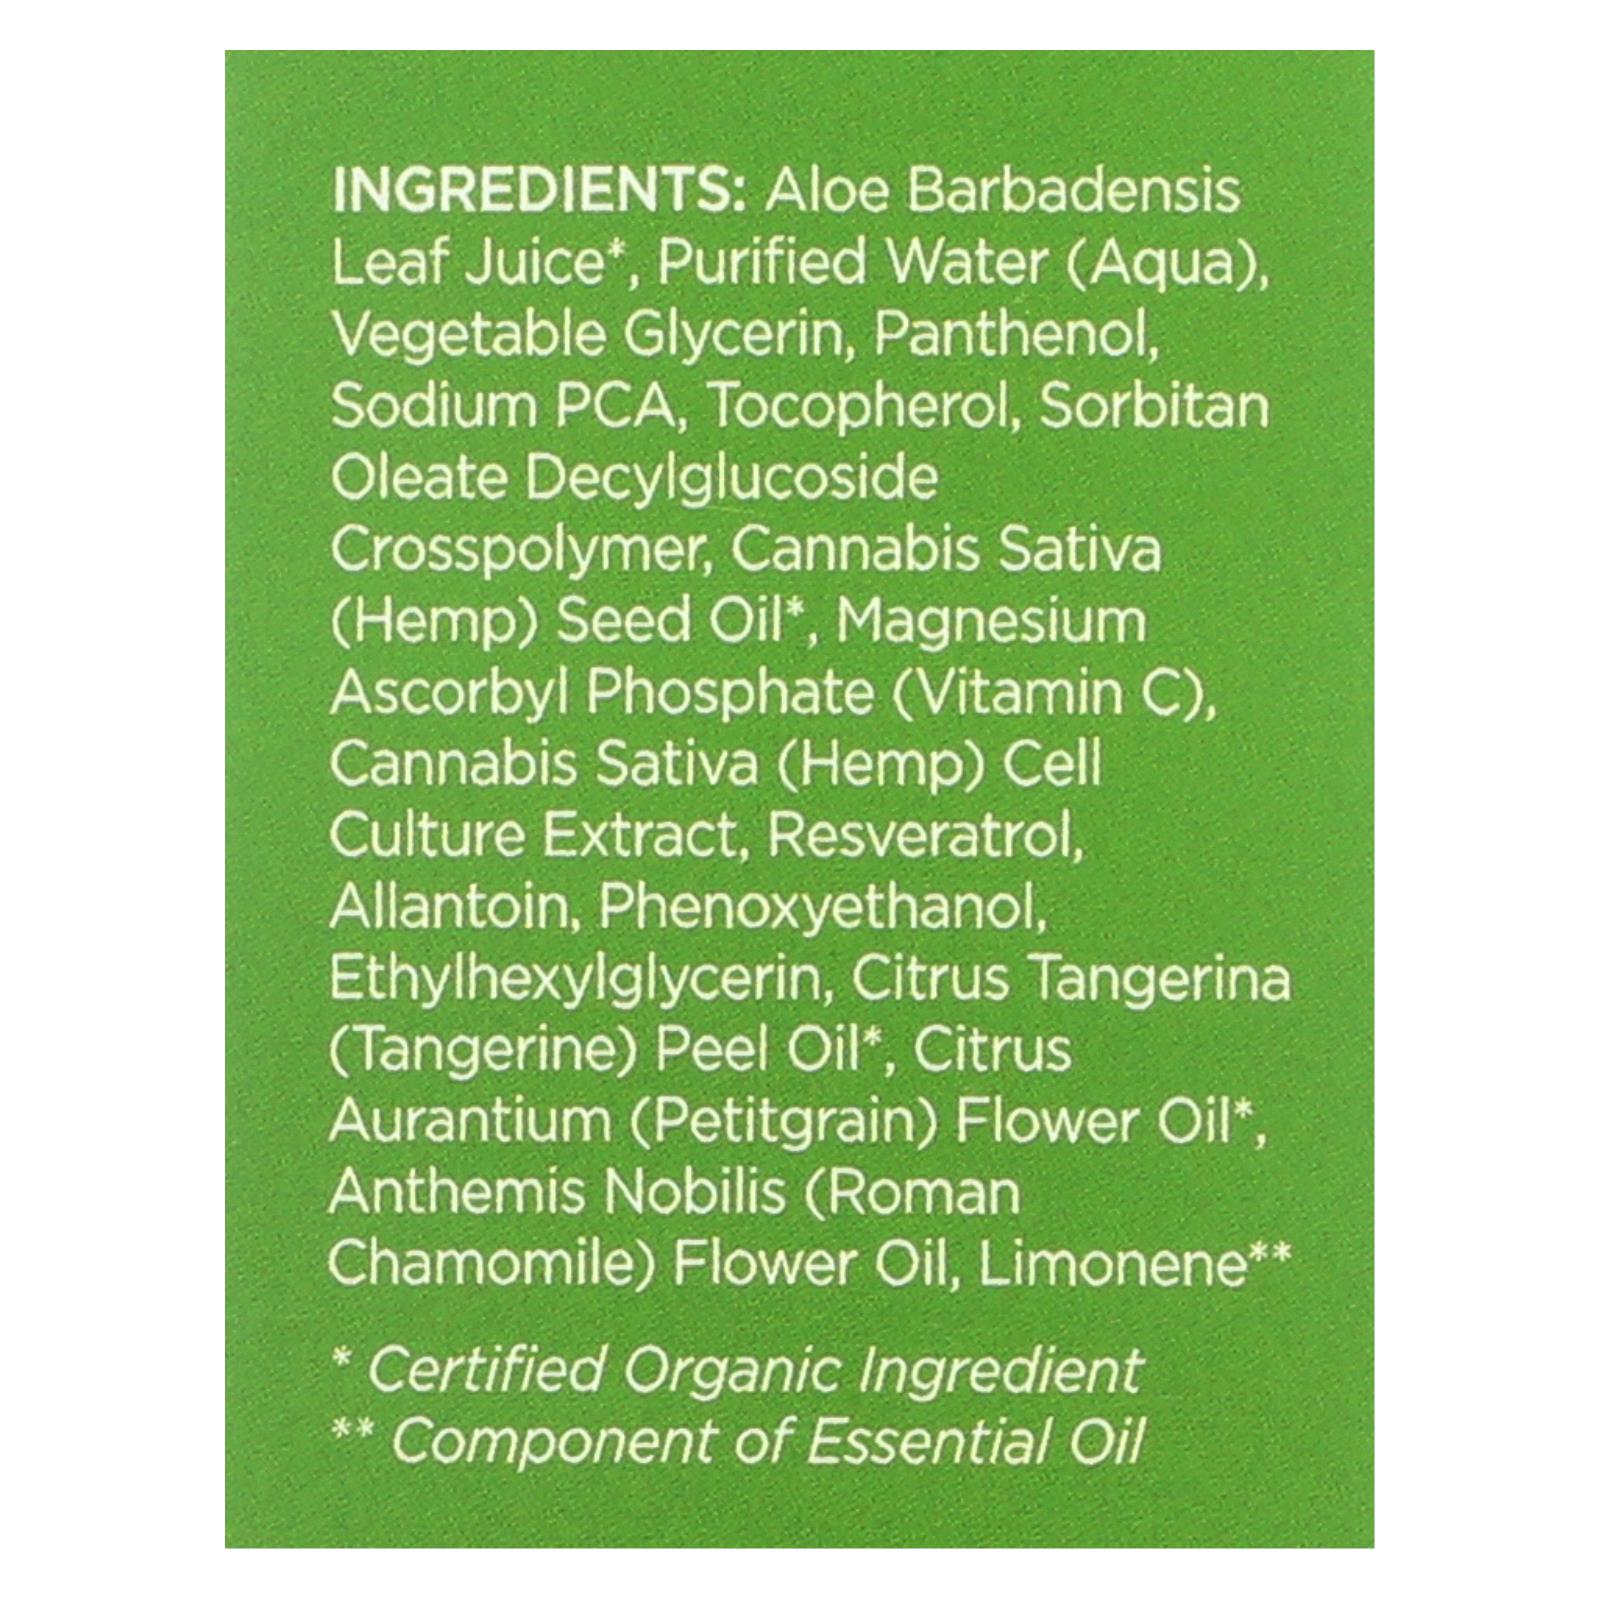 INGREDIENTS: Aloe Barbadensis
Leaf Juice*, Purified Water (Aqua),
Vegetable Glycerin, Panthenol,
Sodium PCA, Tocopherol, Sorbitan
Oleate Decylglucoside
Crosspolymer, Cannabis Sativa
(Hemp) Seed Oil*, Magnesium
Ascorbyl Phosphate (Vitamin C),
Cannabis Sativa (Hemp) Cell
Culture Extract, Resveratrol,
Allantoin, Phenoxyethanol,
Ethylhexylglycerin, Citrus Tangerina
(Tangerine) Peel Oil*, Citrus
Aurantium (Petitgrain) Flower Oil*,
Anthemis Nobilis (Roman
Chamomile) Flower Oil, Limonene**
* Certified Organic Ingredient
** Component of Essential Oil